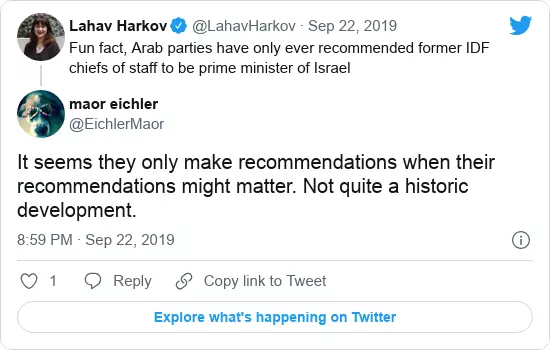 Lahav Harkov @LahavHarkov · Sep 22, 2019
Fun fact, Arab parties have only ever recommended former IDF
chiefs of staff to be prime minister of Israel
maor eichler
@EichlerMaor
It seems they only make recommendations when their
recommendations might matter. Not quite a historic
development.
8:59 PM · Sep 22, 2019
1 Reply Copy link to Tweet
Explore what's happening on Twitter